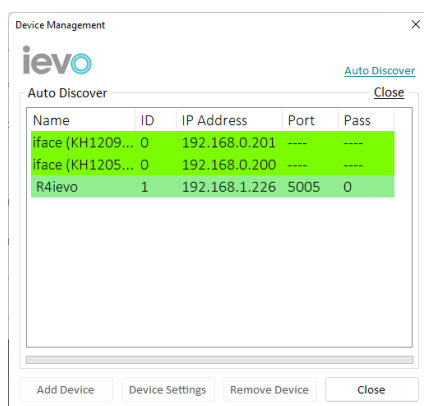 Device Management
ievo
Auto Discover
Auto Discover
Close
Name ID IP Address Port Pass
iface (KH1209... 0 192.168.0.201 ---- ----
iface (KH1205... 0 192.168.0.200 ---- ----
R4ievo 1 192.168.1.226 5005 0
Add Device Device Settings Remove Device Close